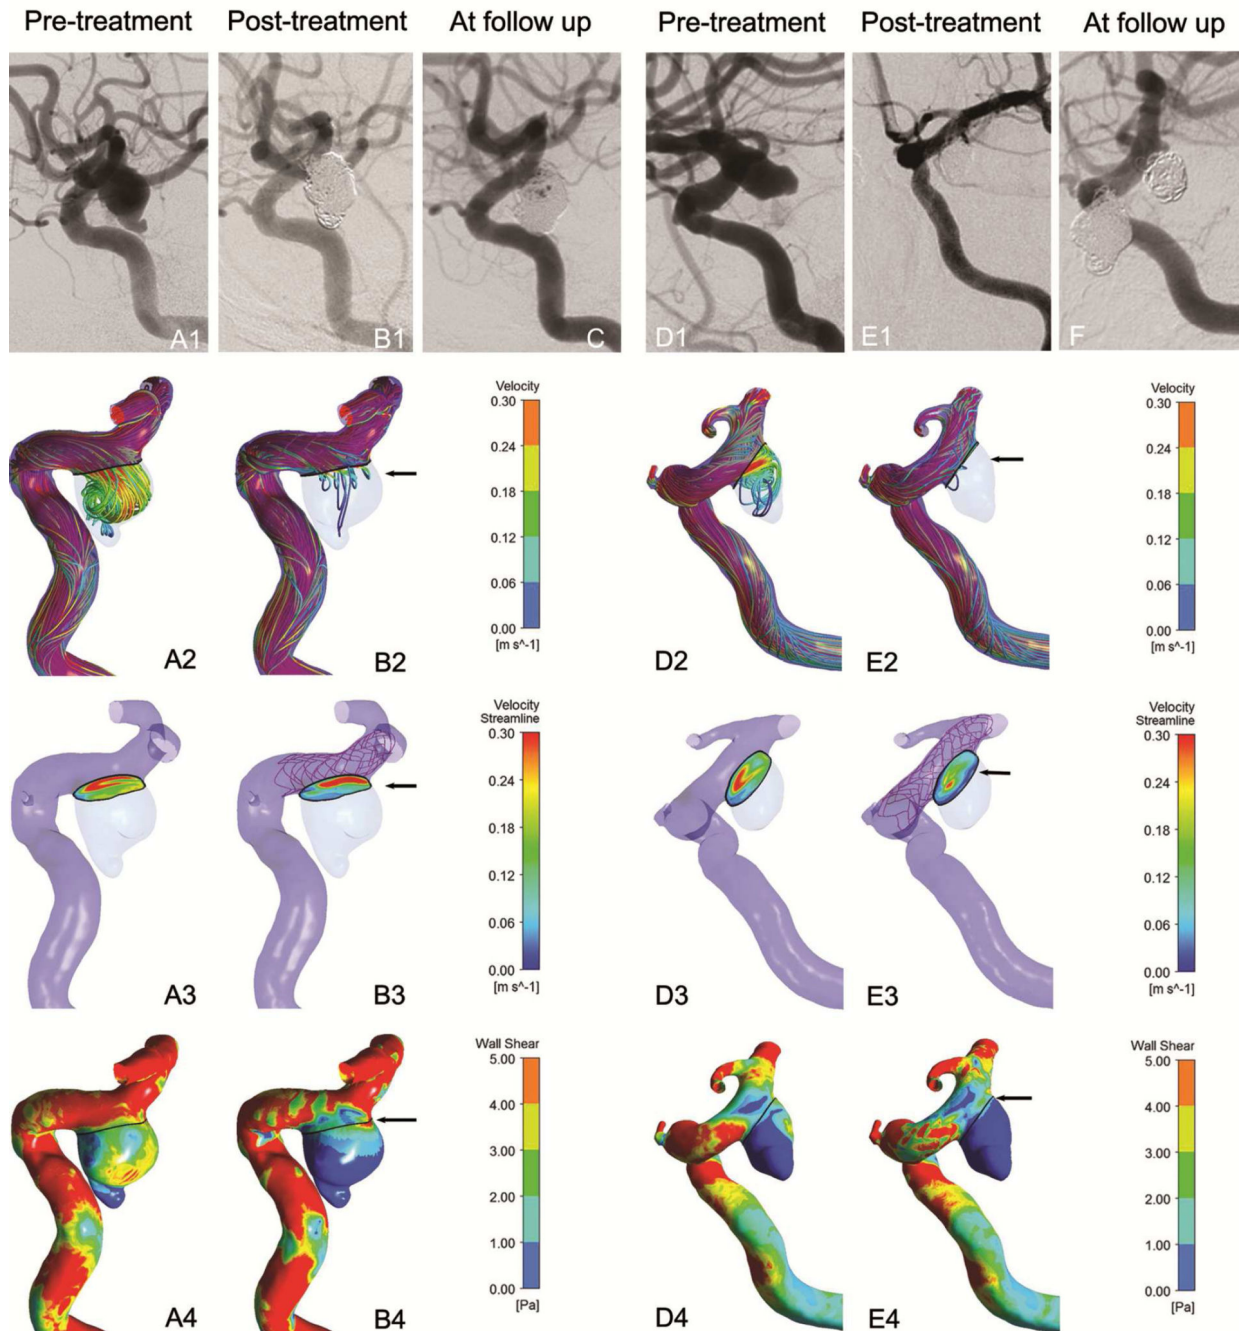 Pre-treatment Post-treatment At follow up Pre-treatment Post-treatment At follow up
A1 B1 C D1 E1 F
Velocity Velocity
0.30 0.30
0.24 0.24
0.18 0.18
0.12 0.12
0.06 0.06
0.00 0.00
[m s^-1] [m s^-1]
A2 B2 D2 E2
Velocity Velocity
Streamline Streamline
0.30 0.30
0.24 0.24
0.18 0.18
0.12 0.12
0.06 0.06
0.00 0.00
[m s^-1] [m s^-1]
A3 B3 D3 E3
Wall Shear Wall Shear
5.00 5.00
4.00 4.00
3.00 3.00
2.00 2.00
1.00 1.00
0.00 0.00
[Pa] [Pa]
A4 B4 D4 E4